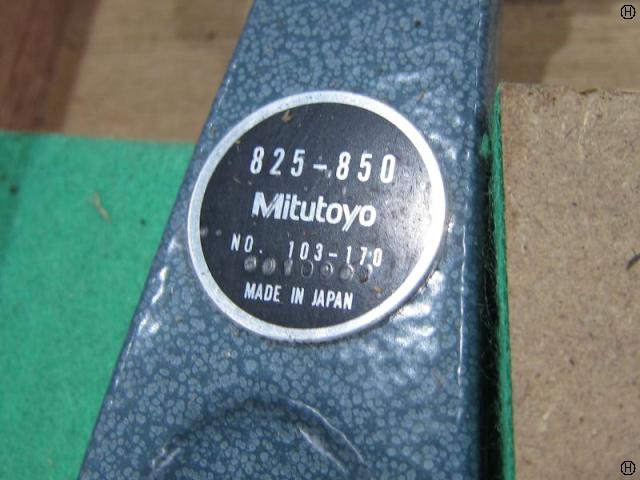 825-850
Mitutoyo
NO. 103-170
MADE IN JAPAN